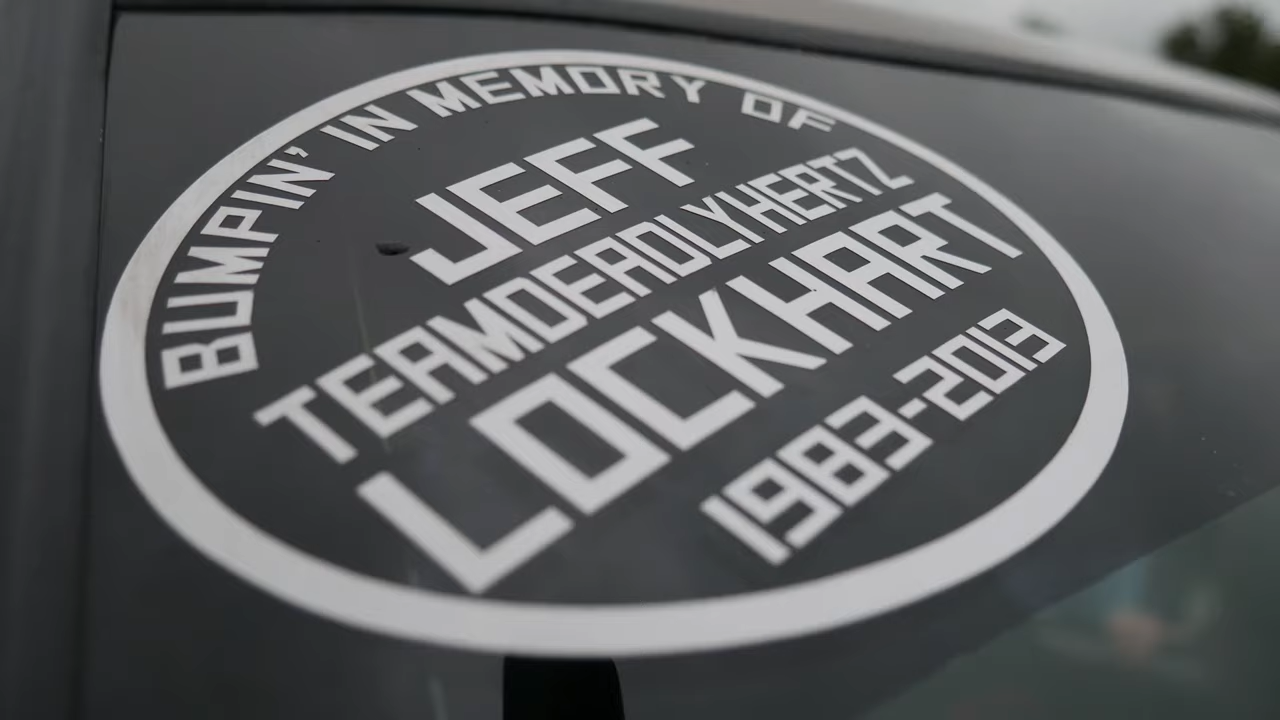 BUMPIN' IN MEMORY OF
JEFF
TEAMDEADLYHERTZ
LOCKHART
1983-2013